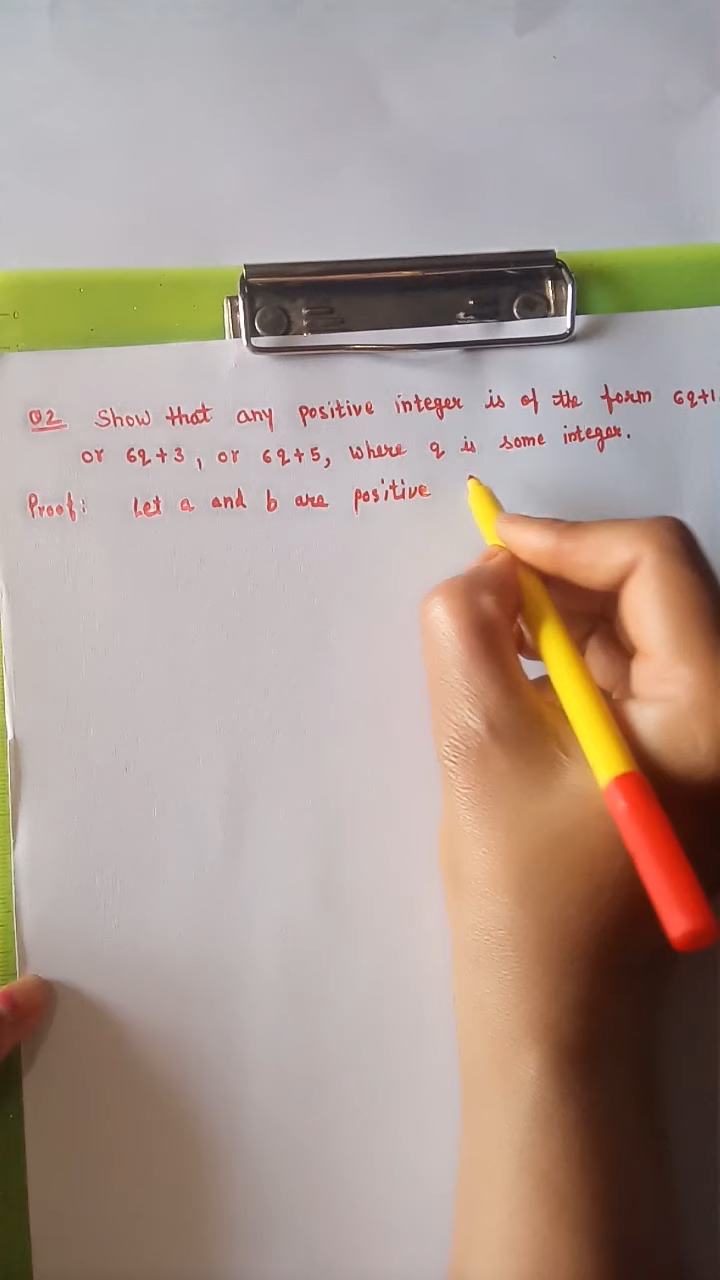 Q2 Show that any positive integer is of the form 6q+1,
or 6q+3, or 6q+5, where q is some integer.
Proof: Let a and b are positive